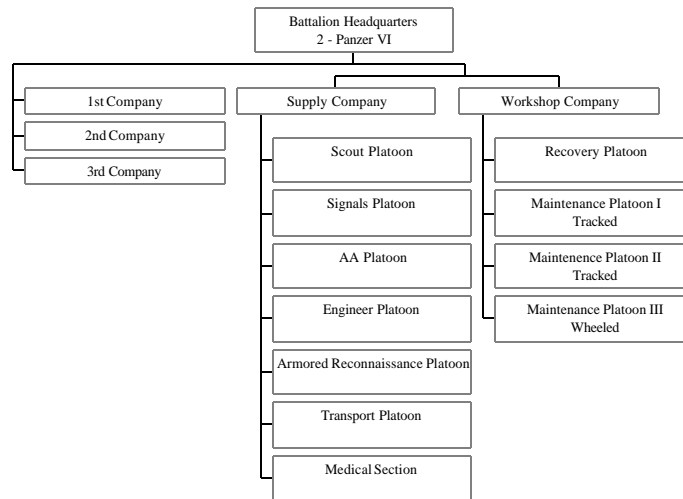 Battalion Headquarters
2 - Panzer VI
1st Company
2nd Company
3rd Company
Supply Company
Scout Platoon
Signals Platoon
AA Platoon
Engineer Platoon
Armored Reconnaissance Platoon
Transport Platoon
Medical Section
Workshop Company
Recovery Platoon
Maintenance Platoon I
Tracked
Maintenence Platoon II
Tracked
Maintenance Platoon III
Wheeled